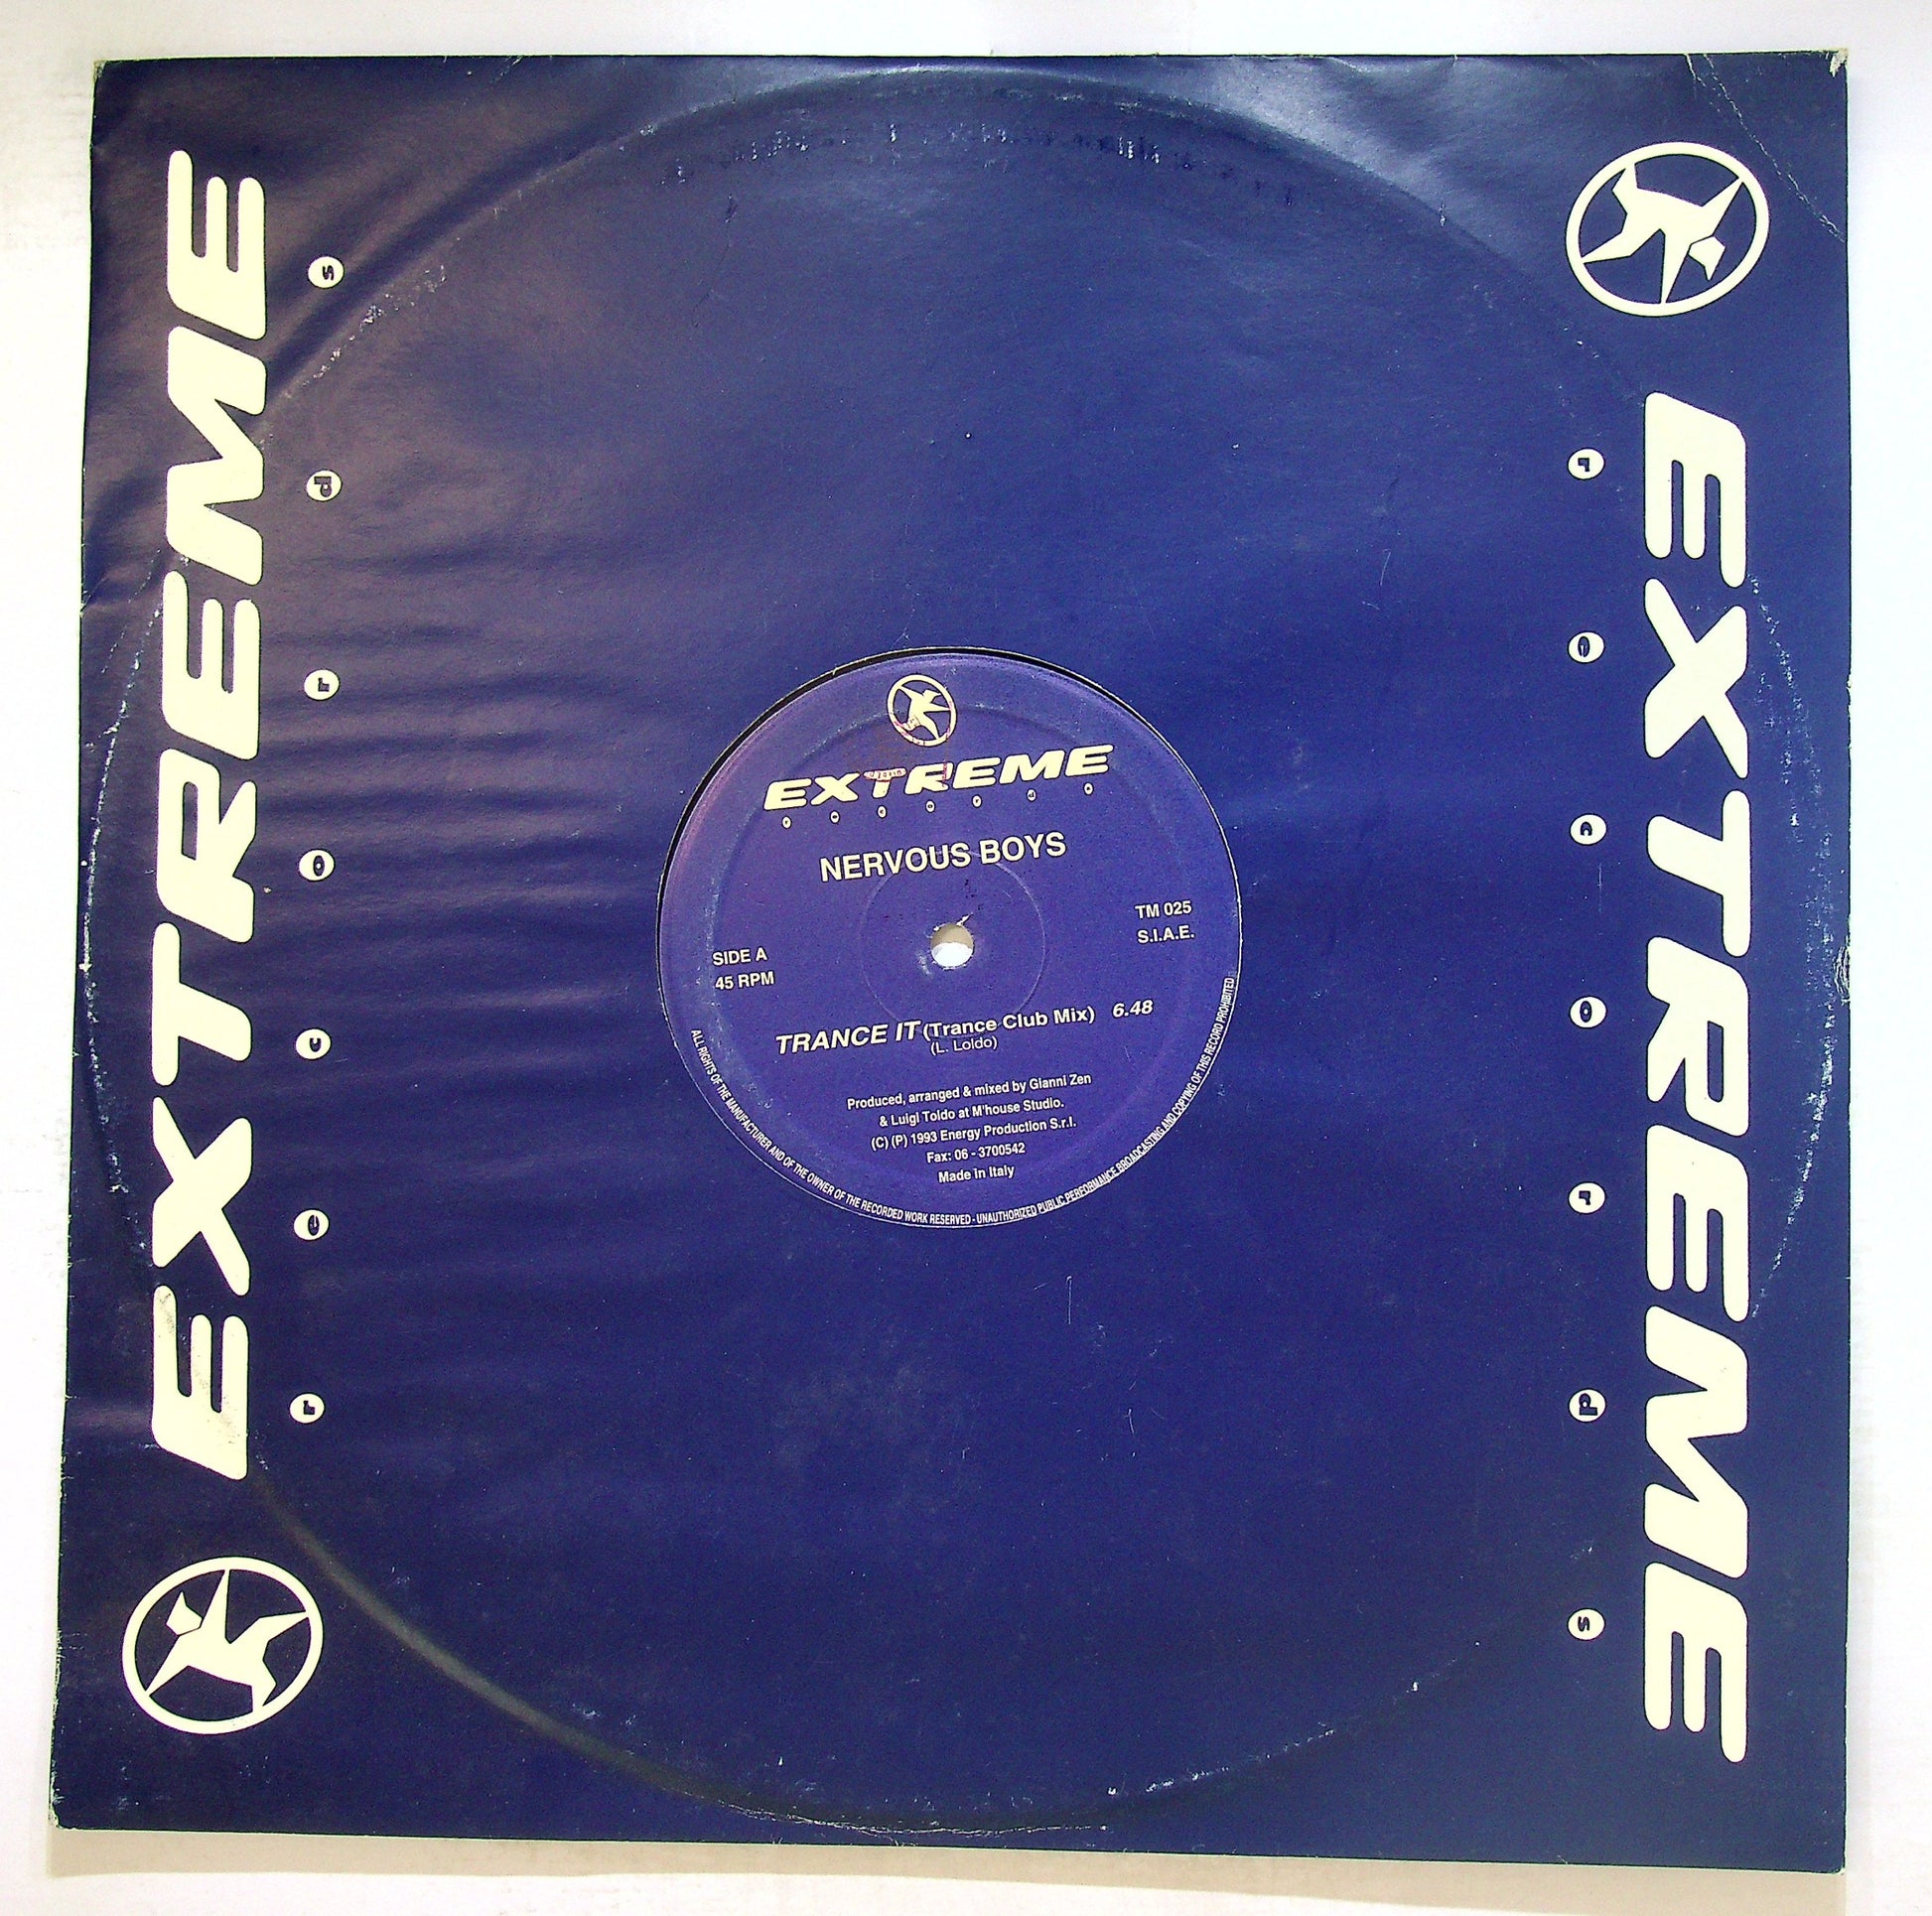 EXTREME
records
EXTREME
records
NERVOUS BOYS
TM 025
S.I.A.E.
SIDE A
45 RPM
TRANCE IT (Trance Club Mix) 6.48
(L. Loldo)
Produced, arranged & mixed by Gianni Zen
& Luigi Toldo at M'house Studio.
(C) (P) 1993 Energy Production S.r.l.
Fax: 06 - 3700542
Made in Italy
ALL RIGHTS OF THE MANUFACTURER AND OF THE OWNER OF THE RECORDED WORK RESERVED - UNAUTHORIZED PUBLIC PERFORMANCE BROADCASTING AND COPYING OF THIS RECORD PROHIBITED
EXTREME
records